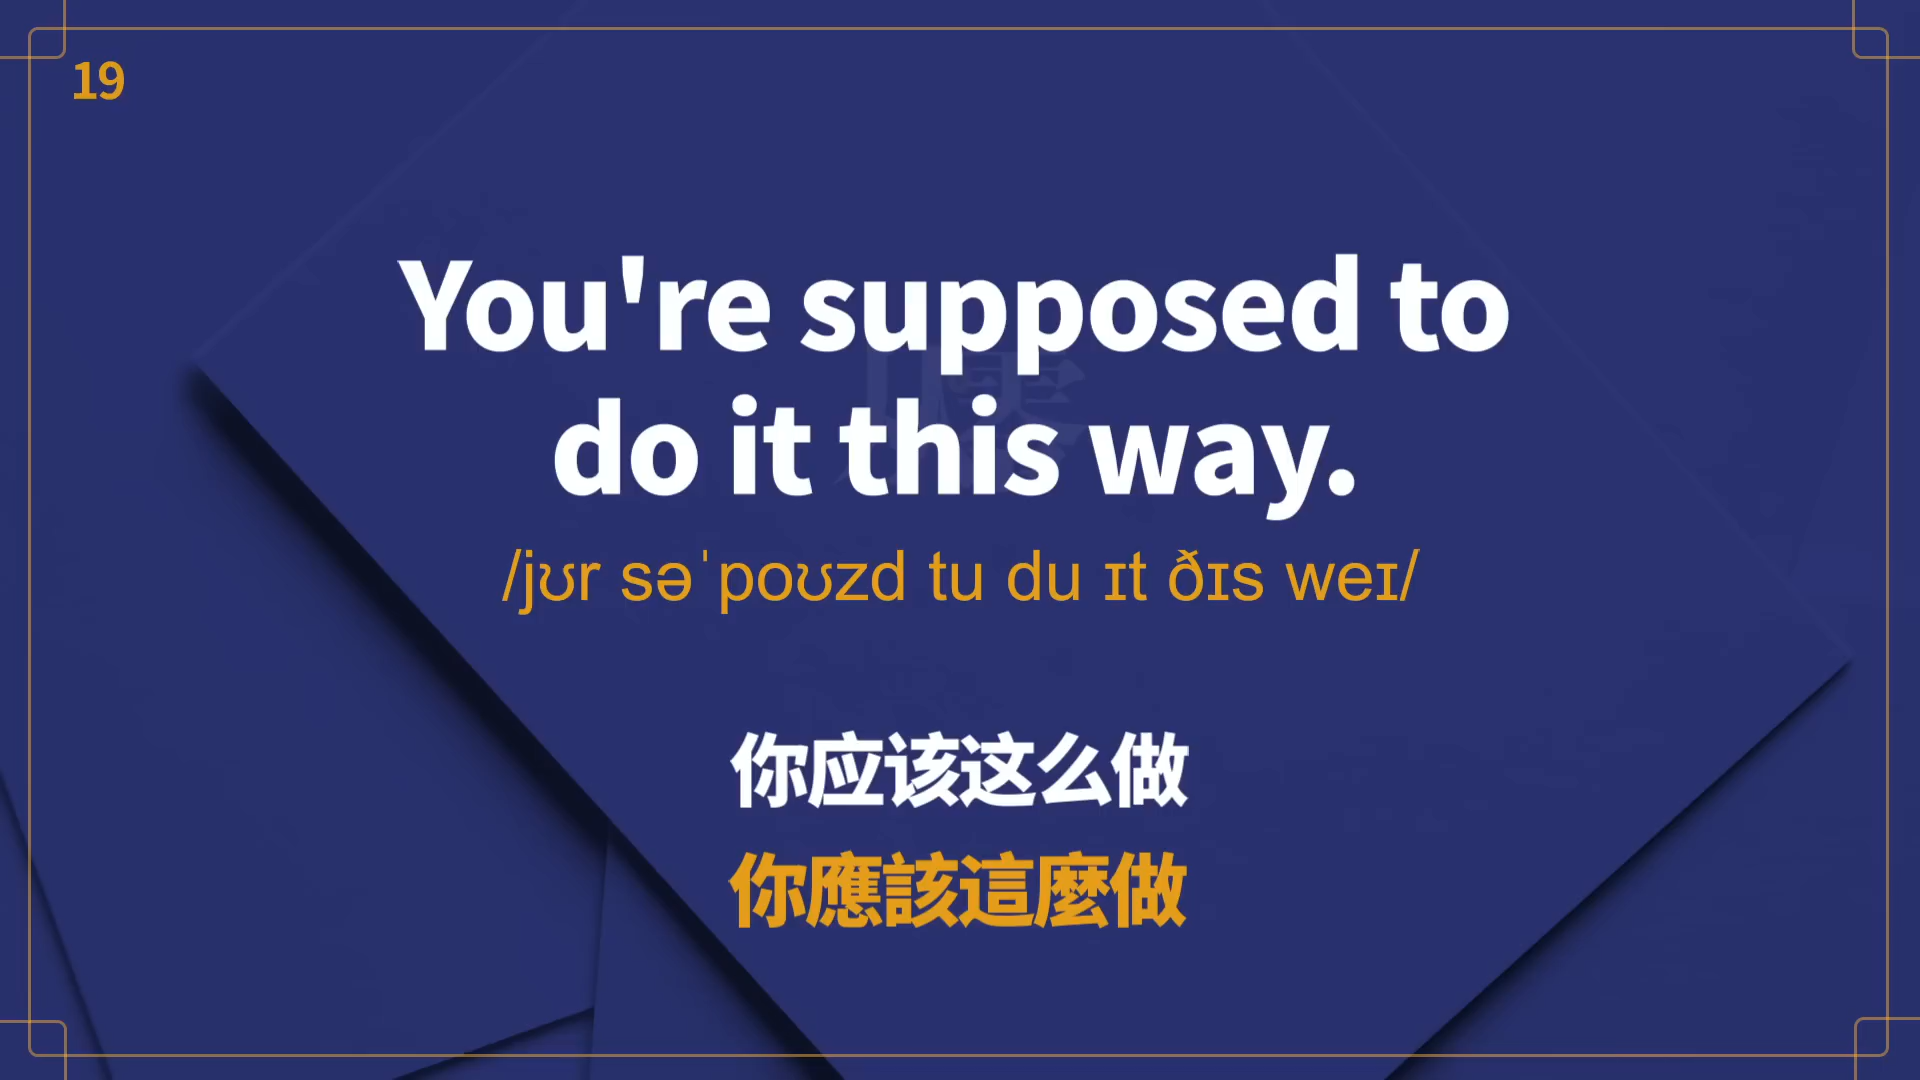 19
You're supposed to
do it this way.
/jʊr səˈpoʊzd tu du ɪt ðɪs weɪ/
你应该这么做
你應該這麼做